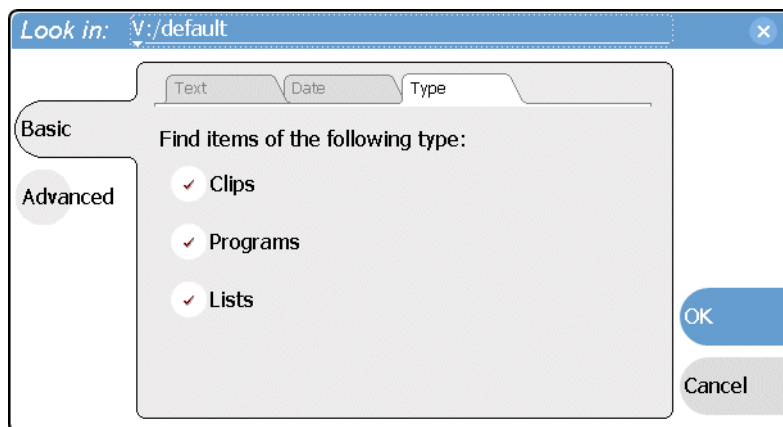 Look in: V:/default
Text Date Type
Basic
Find items of the following type:
Clips
Advanced
Programs
Lists
OK
Cancel